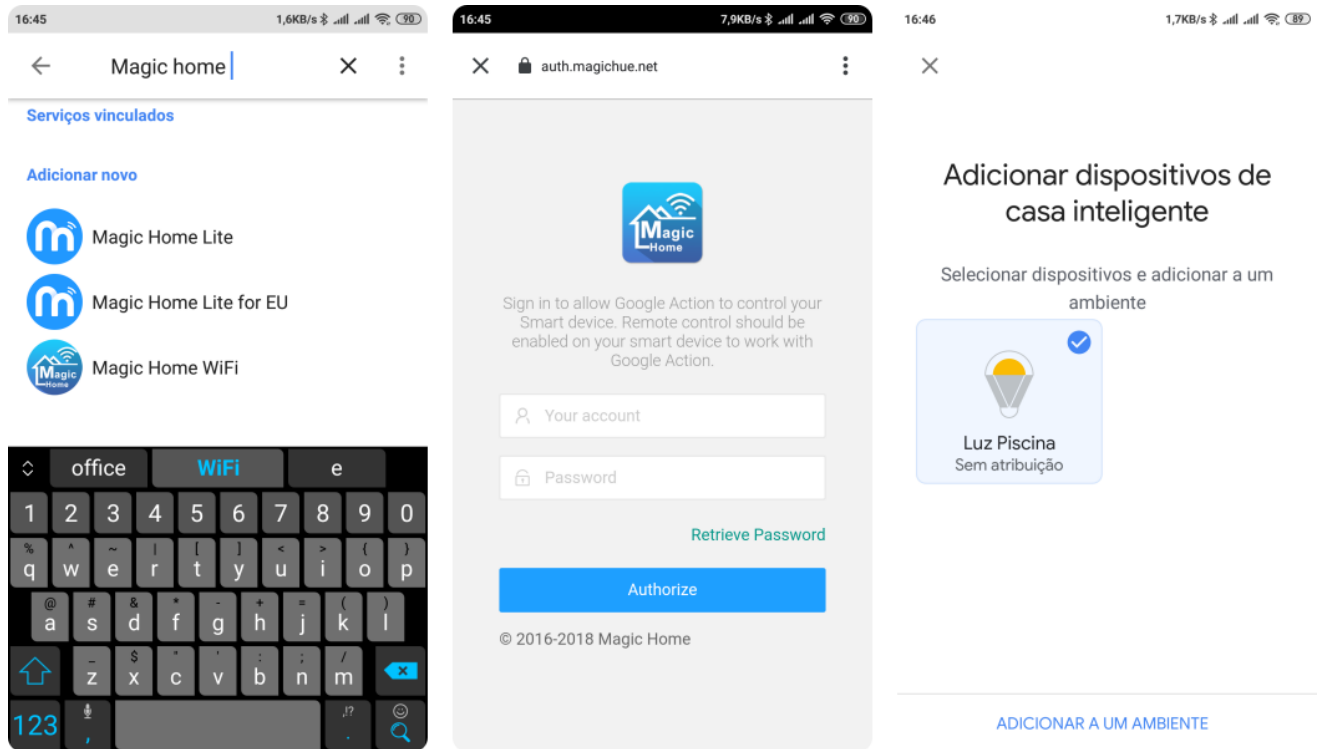 16:45 1,6KB/s 90
Magic home
Serviços vinculados
Adicionar novo
Magic Home Lite
Magic Home Lite for EU
Magic Home
Magic Home WiFi
office WiFi e
1 2 3 4 5 6 7 8 9 0
% ^ ~ | [ ] < > { }
q w e r t y u i o p
@ # & * - + = ( )
a s d f g h j k l
_ $ " ' : ; /
z x c v b n m
123 , ,!? .
16:45 7,9KB/s 90
auth.magichue.net
Magic
Home
Sign in to allow Google Action to control your
Smart device. Remote control should be
enabled on your smart device to work with
Google Action.
Your account
Password
Retrieve Password
Authorize
© 2016-2018 Magic Home
16:46 1,7KB/s 89
Adicionar dispositivos de
casa inteligente
Selecionar dispositivos e adicionar a um
ambiente
Luz Piscina
Sem atribuição
ADICIONAR A UM AMBIENTE